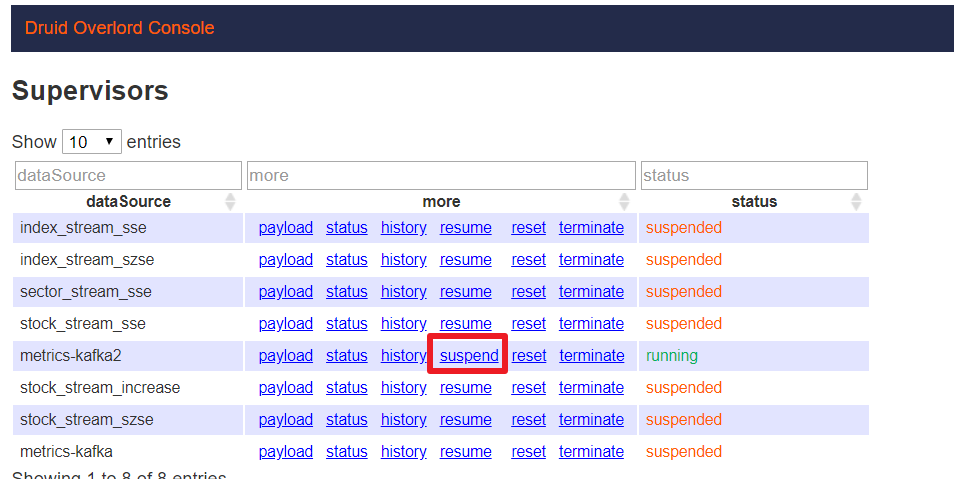 Druid Overlord Console
Supervisors
Show 10 entries
dataSource more status
dataSource more status
index_stream_sse payload status history resume reset terminate suspended
index_stream_szse payload status history resume reset terminate suspended
sector_stream_sse payload status history resume reset terminate suspended
stock_stream_sse payload status history resume reset terminate suspended
metrics-kafka2 payload status history suspend reset terminate running
stock_stream_increase payload status history resume reset terminate suspended
stock_stream_szse payload status history resume reset terminate suspended
metrics-kafka payload status history resume reset terminate suspended
Showing 1 to 8 of 8 entries